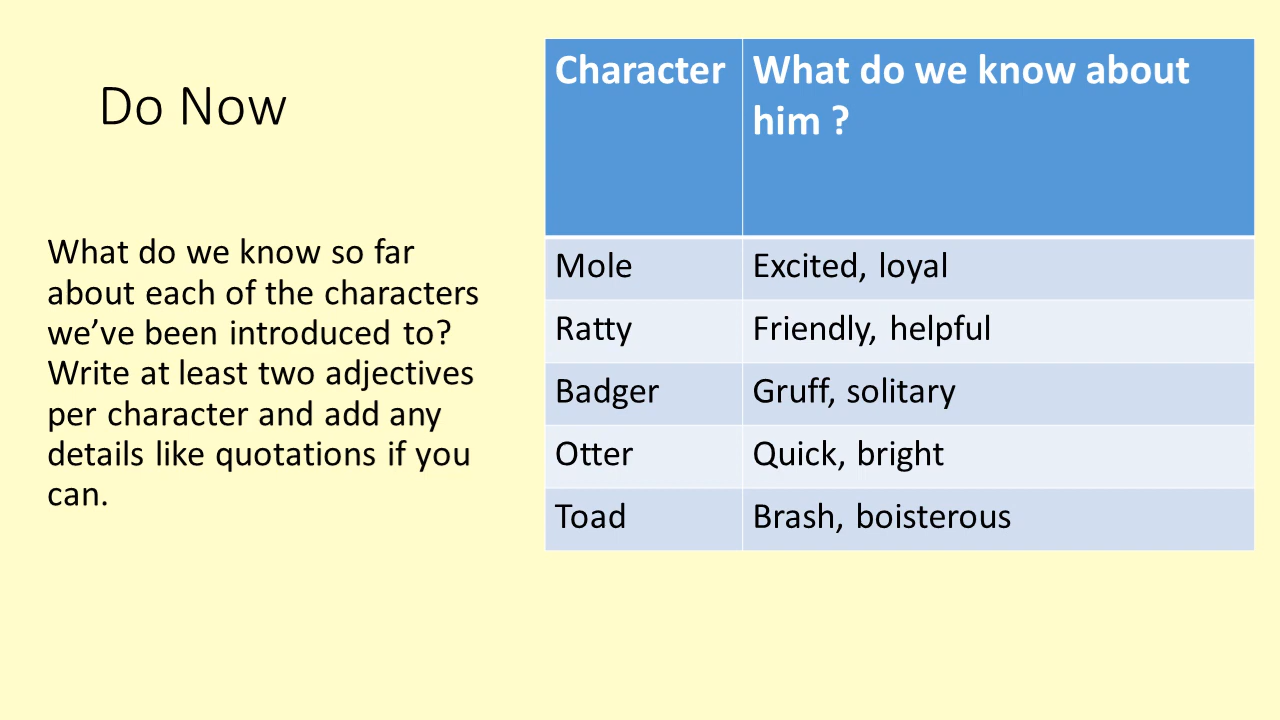 Do Now
What do we know so far
about each of the characters
we’ve been introduced to?
Write at least two adjectives
per character and add any
details like quotations if you
can.
Character What do we know about
him ?
Mole Excited, loyal
Ratty Friendly, helpful
Badger Gruff, solitary
Otter Quick, bright
Toad Brash, boisterous